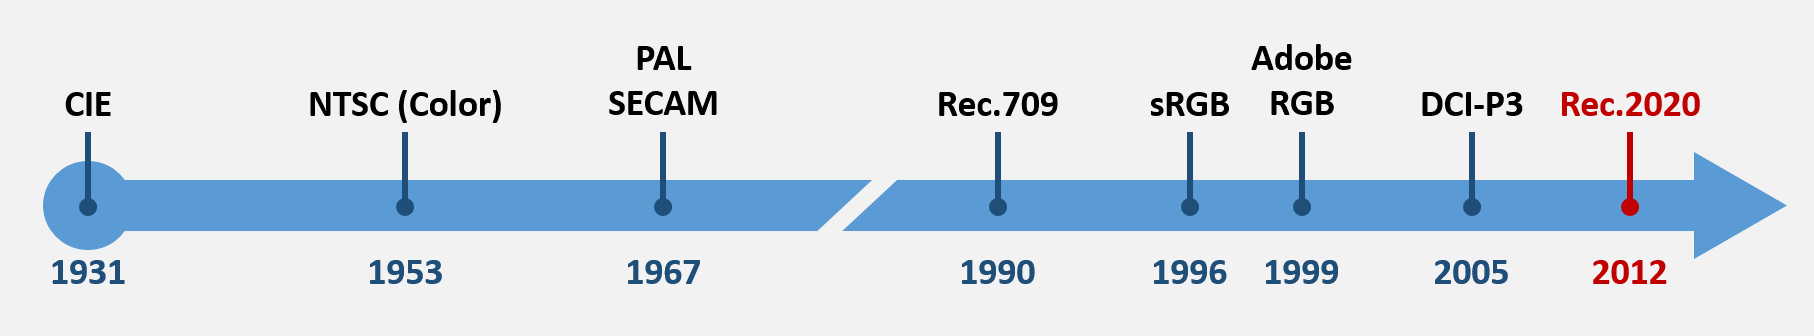 CIE
NTSC (Color)
PAL
SECAM
Rec.709
sRGB
Adobe
RGB
DCI-P3
Rec.2020
1931
1953
1967
1990
1996
1999
2005
2012